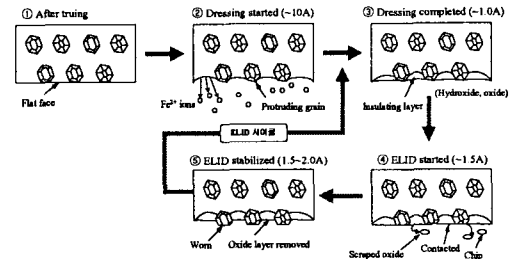 ① After truing
② Dressing started (~10A)
③ Dressing completed (~1.0A)
Flat face
Fe²⁺ ions
Protruding grain
Insulating layer
(Hydroxide, oxide)
ELID 사이클
⑤ ELID stabilized (1.5~2.0A)
④ ELID started (~1.5A)
Worn
Oxide layer removed
Scraped oxide
Contacted
Chip